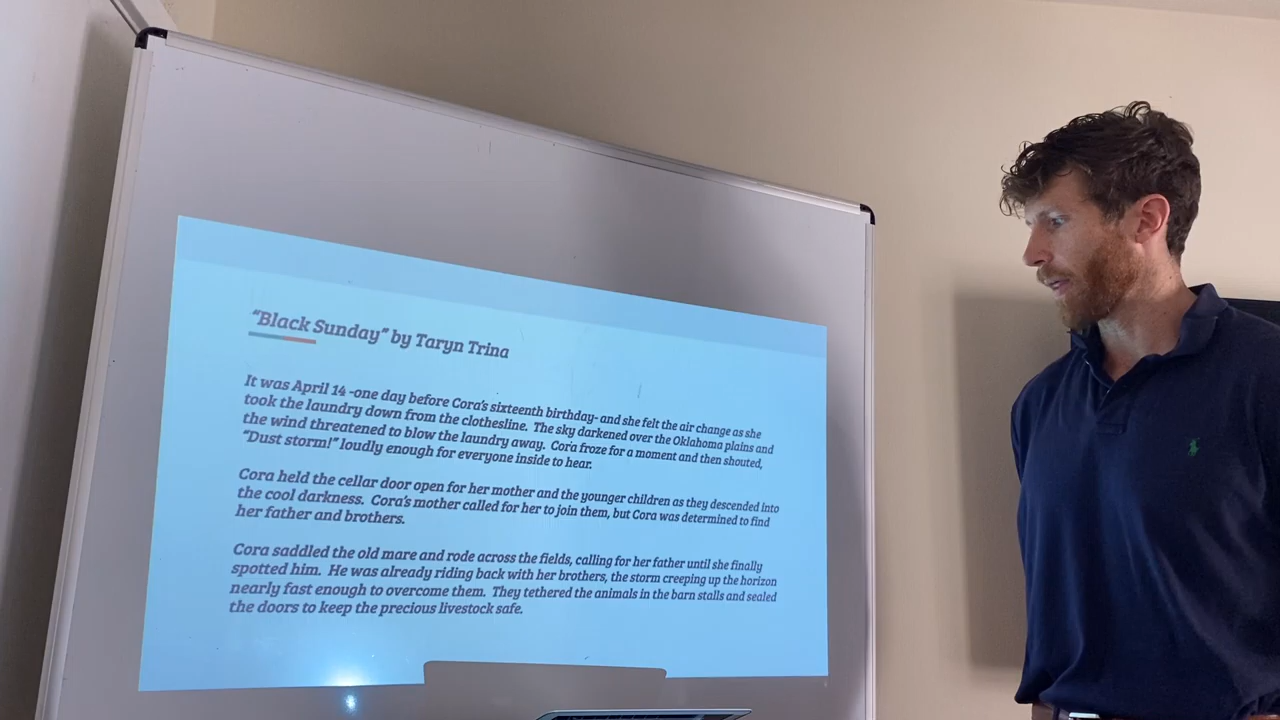 “Black Sunday” by Taryn Trina
It was April 14 -one day before Cora's sixteenth birthday- and she felt the air change as she
took the laundry down from the clothesline. The sky darkened over the Oklahoma plains and
the wind threatened to blow the laundry away. Cora froze for a moment and then shouted,
“Dust storm!” loudly enough for everyone inside to hear.
Cora held the cellar door open for her mother and the younger children as they descended into
the cool darkness. Cora's mother called for her to join them, but Cora was determined to find
her father and brothers.
Cora saddled the old mare and rode across the fields, calling for her father until she finally
spotted him. He was already riding back with her brothers, the storm creeping up the horizon
nearly fast enough to overcome them. They tethered the animals in the barn stalls and sealed
the doors to keep the precious livestock safe.